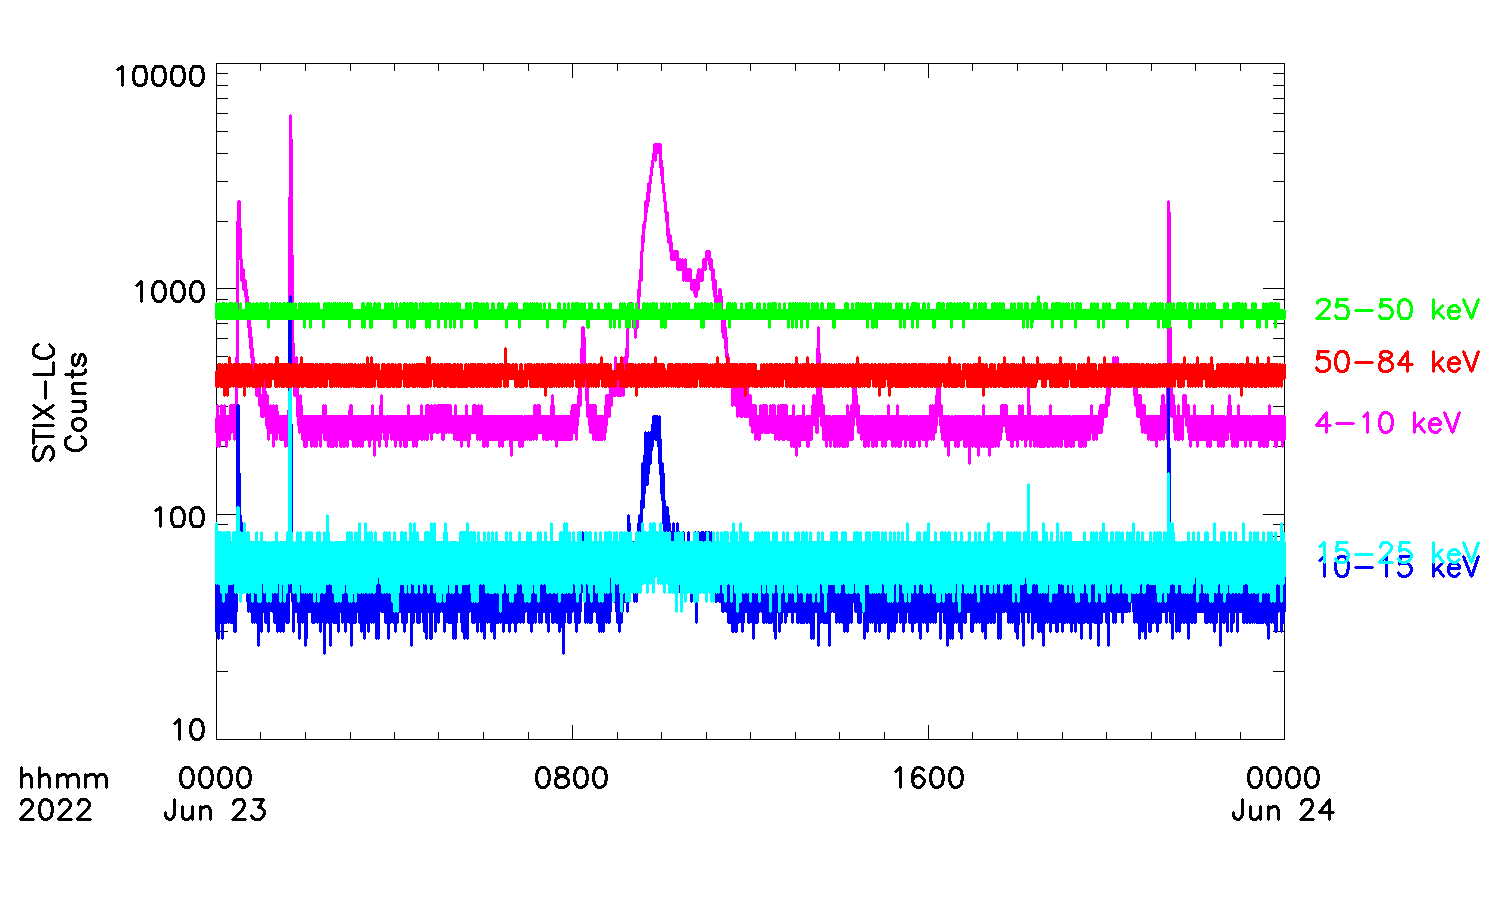 10000
1000
100
10
STIX-LC
Counts
25-50 keV
50-84 keV
4-10 keV
15-25 keV
10-15 keV
hhmm 0000 0800 1600 0000
2022 Jun 23 Jun 24